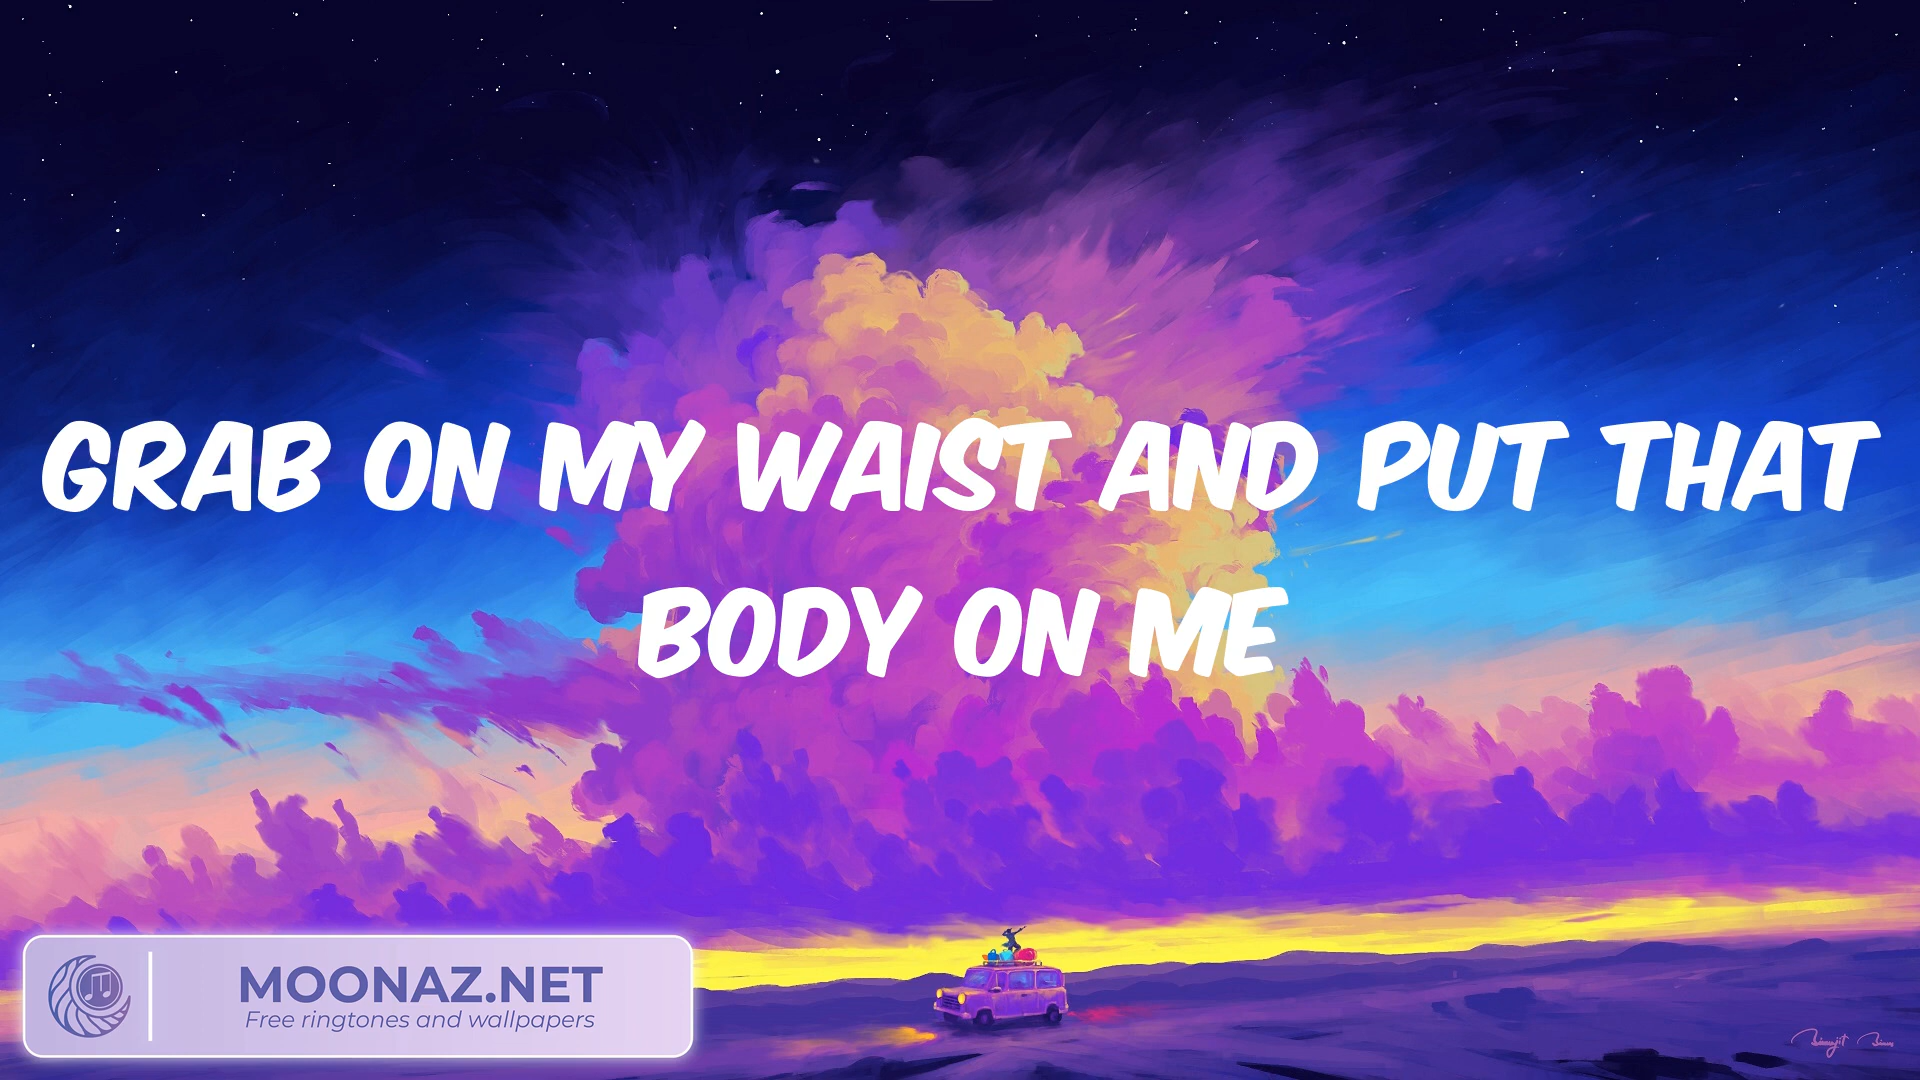 GRAB ON MY WAIST AND PUT THAT
BODY ON ME
MOONAZ.NET
Free ringtones and wallpapers